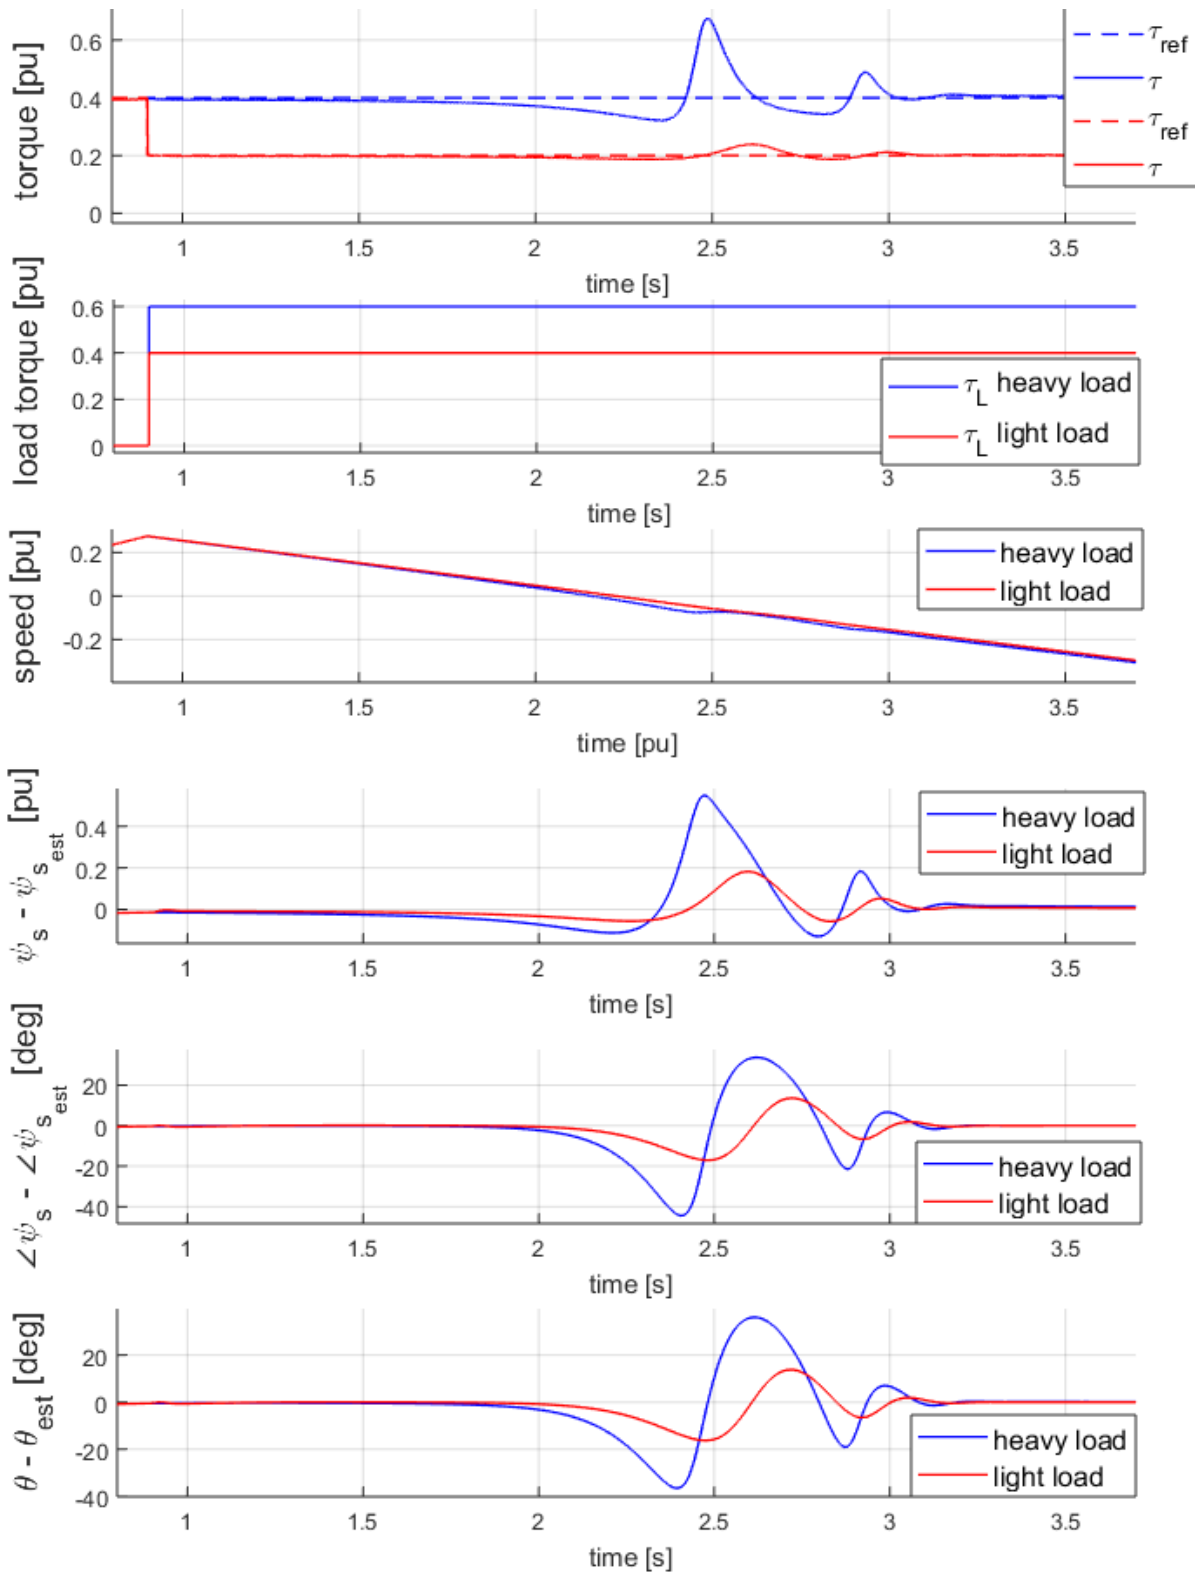 torque [pu]
0.6
0.4
0.2
0
1
1.5
2
2.5
3
3.5
time [s]
τref
τ
τref
τ
load torque [pu]
0.6
0.4
0.2
0
1
1.5
2
2.5
3
3.5
time [s]
τL heavy load
τL light load
speed [pu]
0.2
0
-0.2
1
1.5
2
2.5
3
3.5
time [pu]
heavy load
light load
ψs - ψsest [pu]
0.4
0.2
0
1
1.5
2
2.5
3
3.5
time [s]
heavy load
light load
∠ψs - ∠ψsest [deg]
20
0
-20
-40
1
1.5
2
2.5
3
3.5
time [s]
heavy load
light load
θ - θest [deg]
20
0
-20
-40
1
1.5
2
2.5
3
3.5
time [s]
heavy load
light load